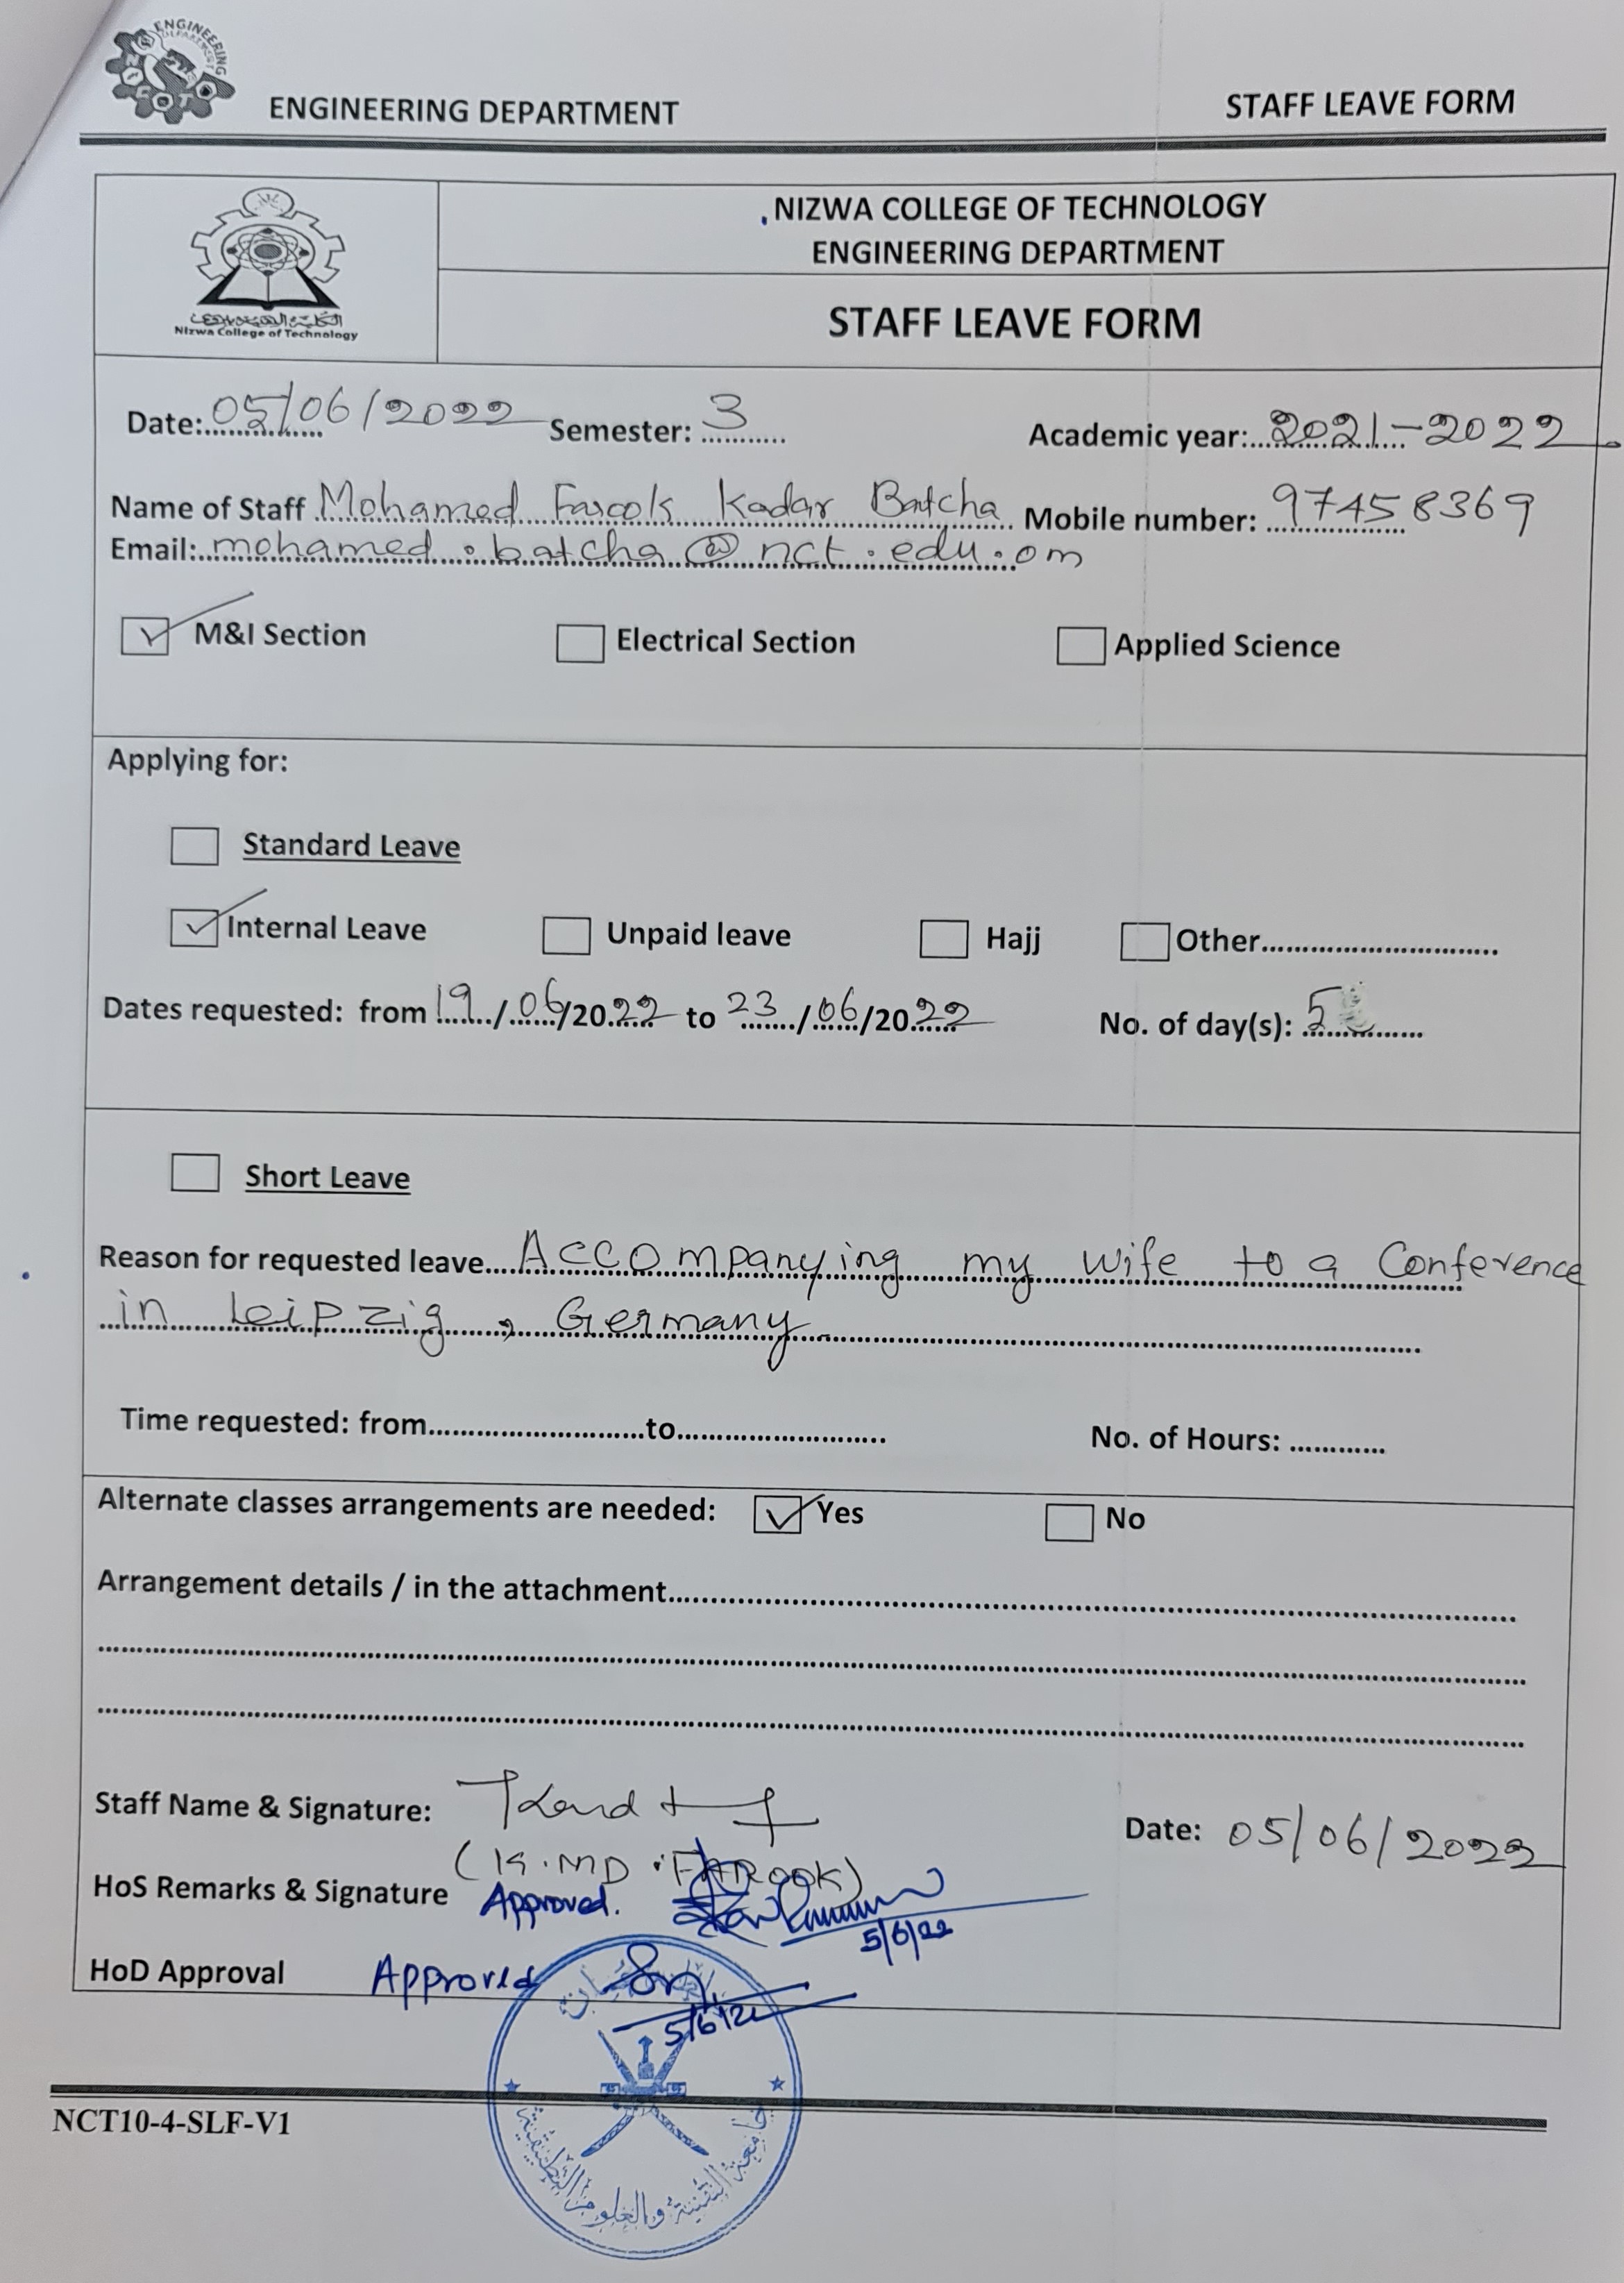 ENGINEERING DEPARTMENT
ENGINEERING DEPARTMENT STAFF LEAVE FORM
NIZWA COLLEGE OF TECHNOLOGY
ENGINEERING DEPARTMENT
STAFF LEAVE FORM
Nizwa College of Technology
Date: 05/06/2022 Semester: 3 Academic year: 2021-2022
Name of Staff Mohamed Farook Kadar Batcha Mobile number: 97458369
Email: mohamed.batcha@nct.edu.om
M&I Section Electrical Section Applied Science
Applying for:
Standard Leave
Internal Leave Unpaid leave Hajj Other
Dates requested: from 19/06/2022 to 23/06/2022 No. of day(s): 5
Short Leave
Reason for requested leave Accompanying my wife to a Conference
in Leipzig, Germany
Time requested: from to No. of Hours:
Alternate classes arrangements are needed: Yes No
Arrangement details / in the attachment
Staff Name & Signature: Date: 05/06/2022
(K.MD.FAROOK)
HoS Remarks & Signature Approved.
5/6/22
HoD Approval Approved
5/6/22
جامعة التقنية والعلوم التطبيقية
NCT10-4-SLF-V1